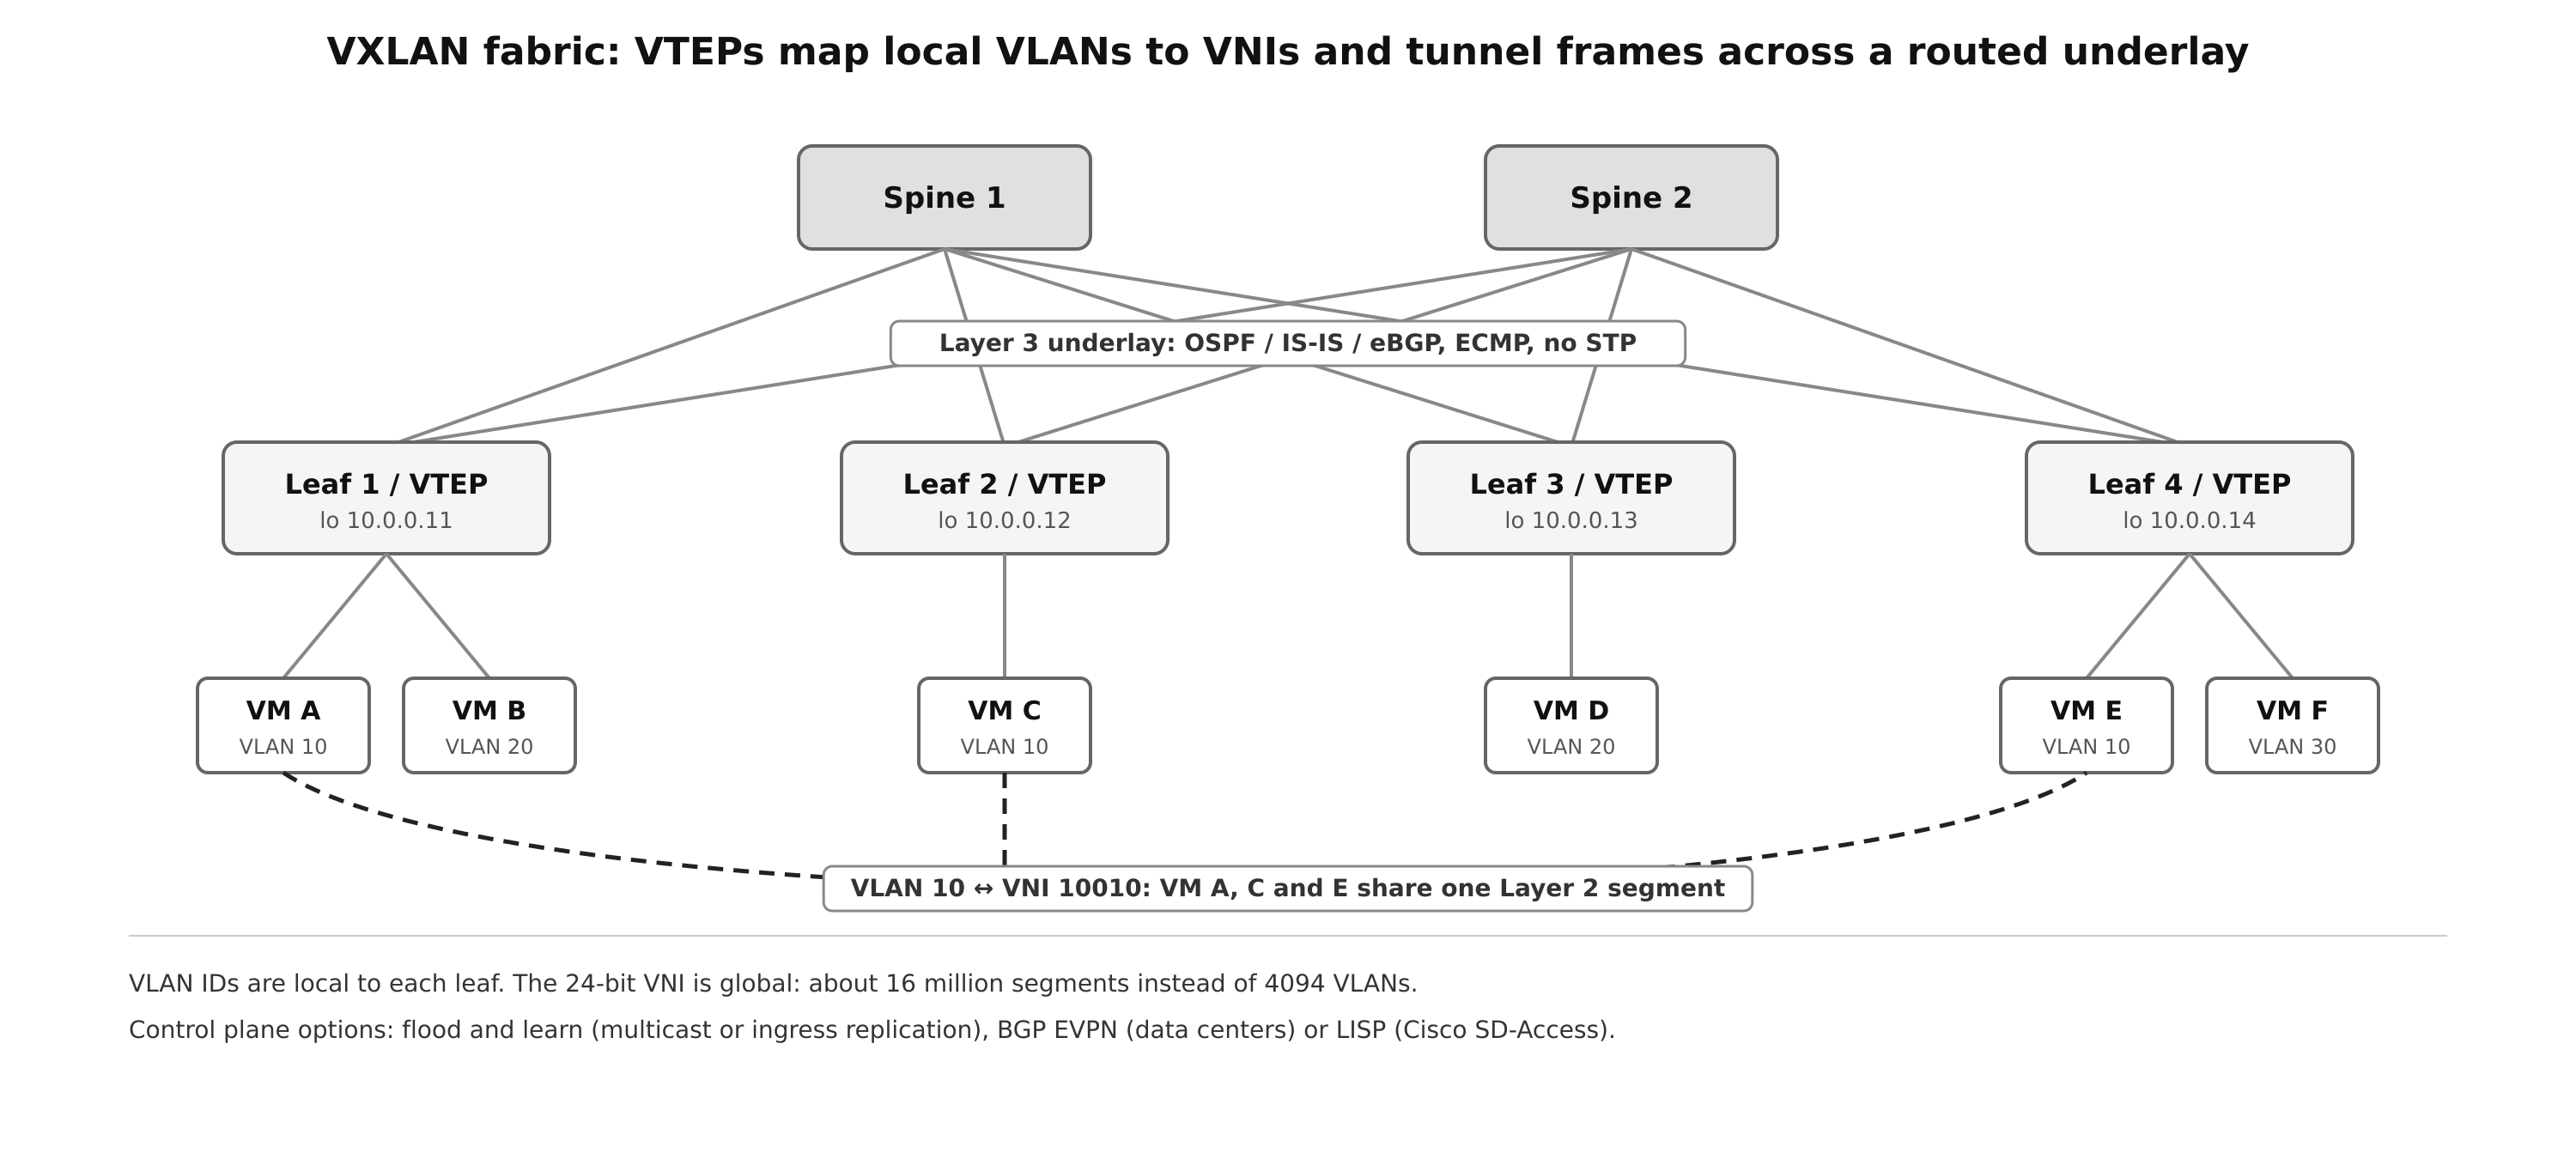 VXLAN fabric: VTEPs map local VLANs to VNIs and tunnel frames across a routed underlay
Spine 1
Spine 2
Layer 3 underlay: OSPF / IS-IS / eBGP, ECMP, no STP
Leaf 1 / VTEP
lo 10.0.0.11
Leaf 2 / VTEP
lo 10.0.0.12
Leaf 3 / VTEP
lo 10.0.0.13
Leaf 4 / VTEP
lo 10.0.0.14
VM A
VLAN 10
VM B
VLAN 20
VM C
VLAN 10
VM D
VLAN 20
VM E
VLAN 10
VM F
VLAN 30
VLAN 10 ↔ VNI 10010: VM A, C and E share one Layer 2 segment
VLAN IDs are local to each leaf. The 24-bit VNI is global: about 16 million segments instead of 4094 VLANs.
Control plane options: flood and learn (multicast or ingress replication), BGP EVPN (data centers) or LISP (Cisco SD-Access).